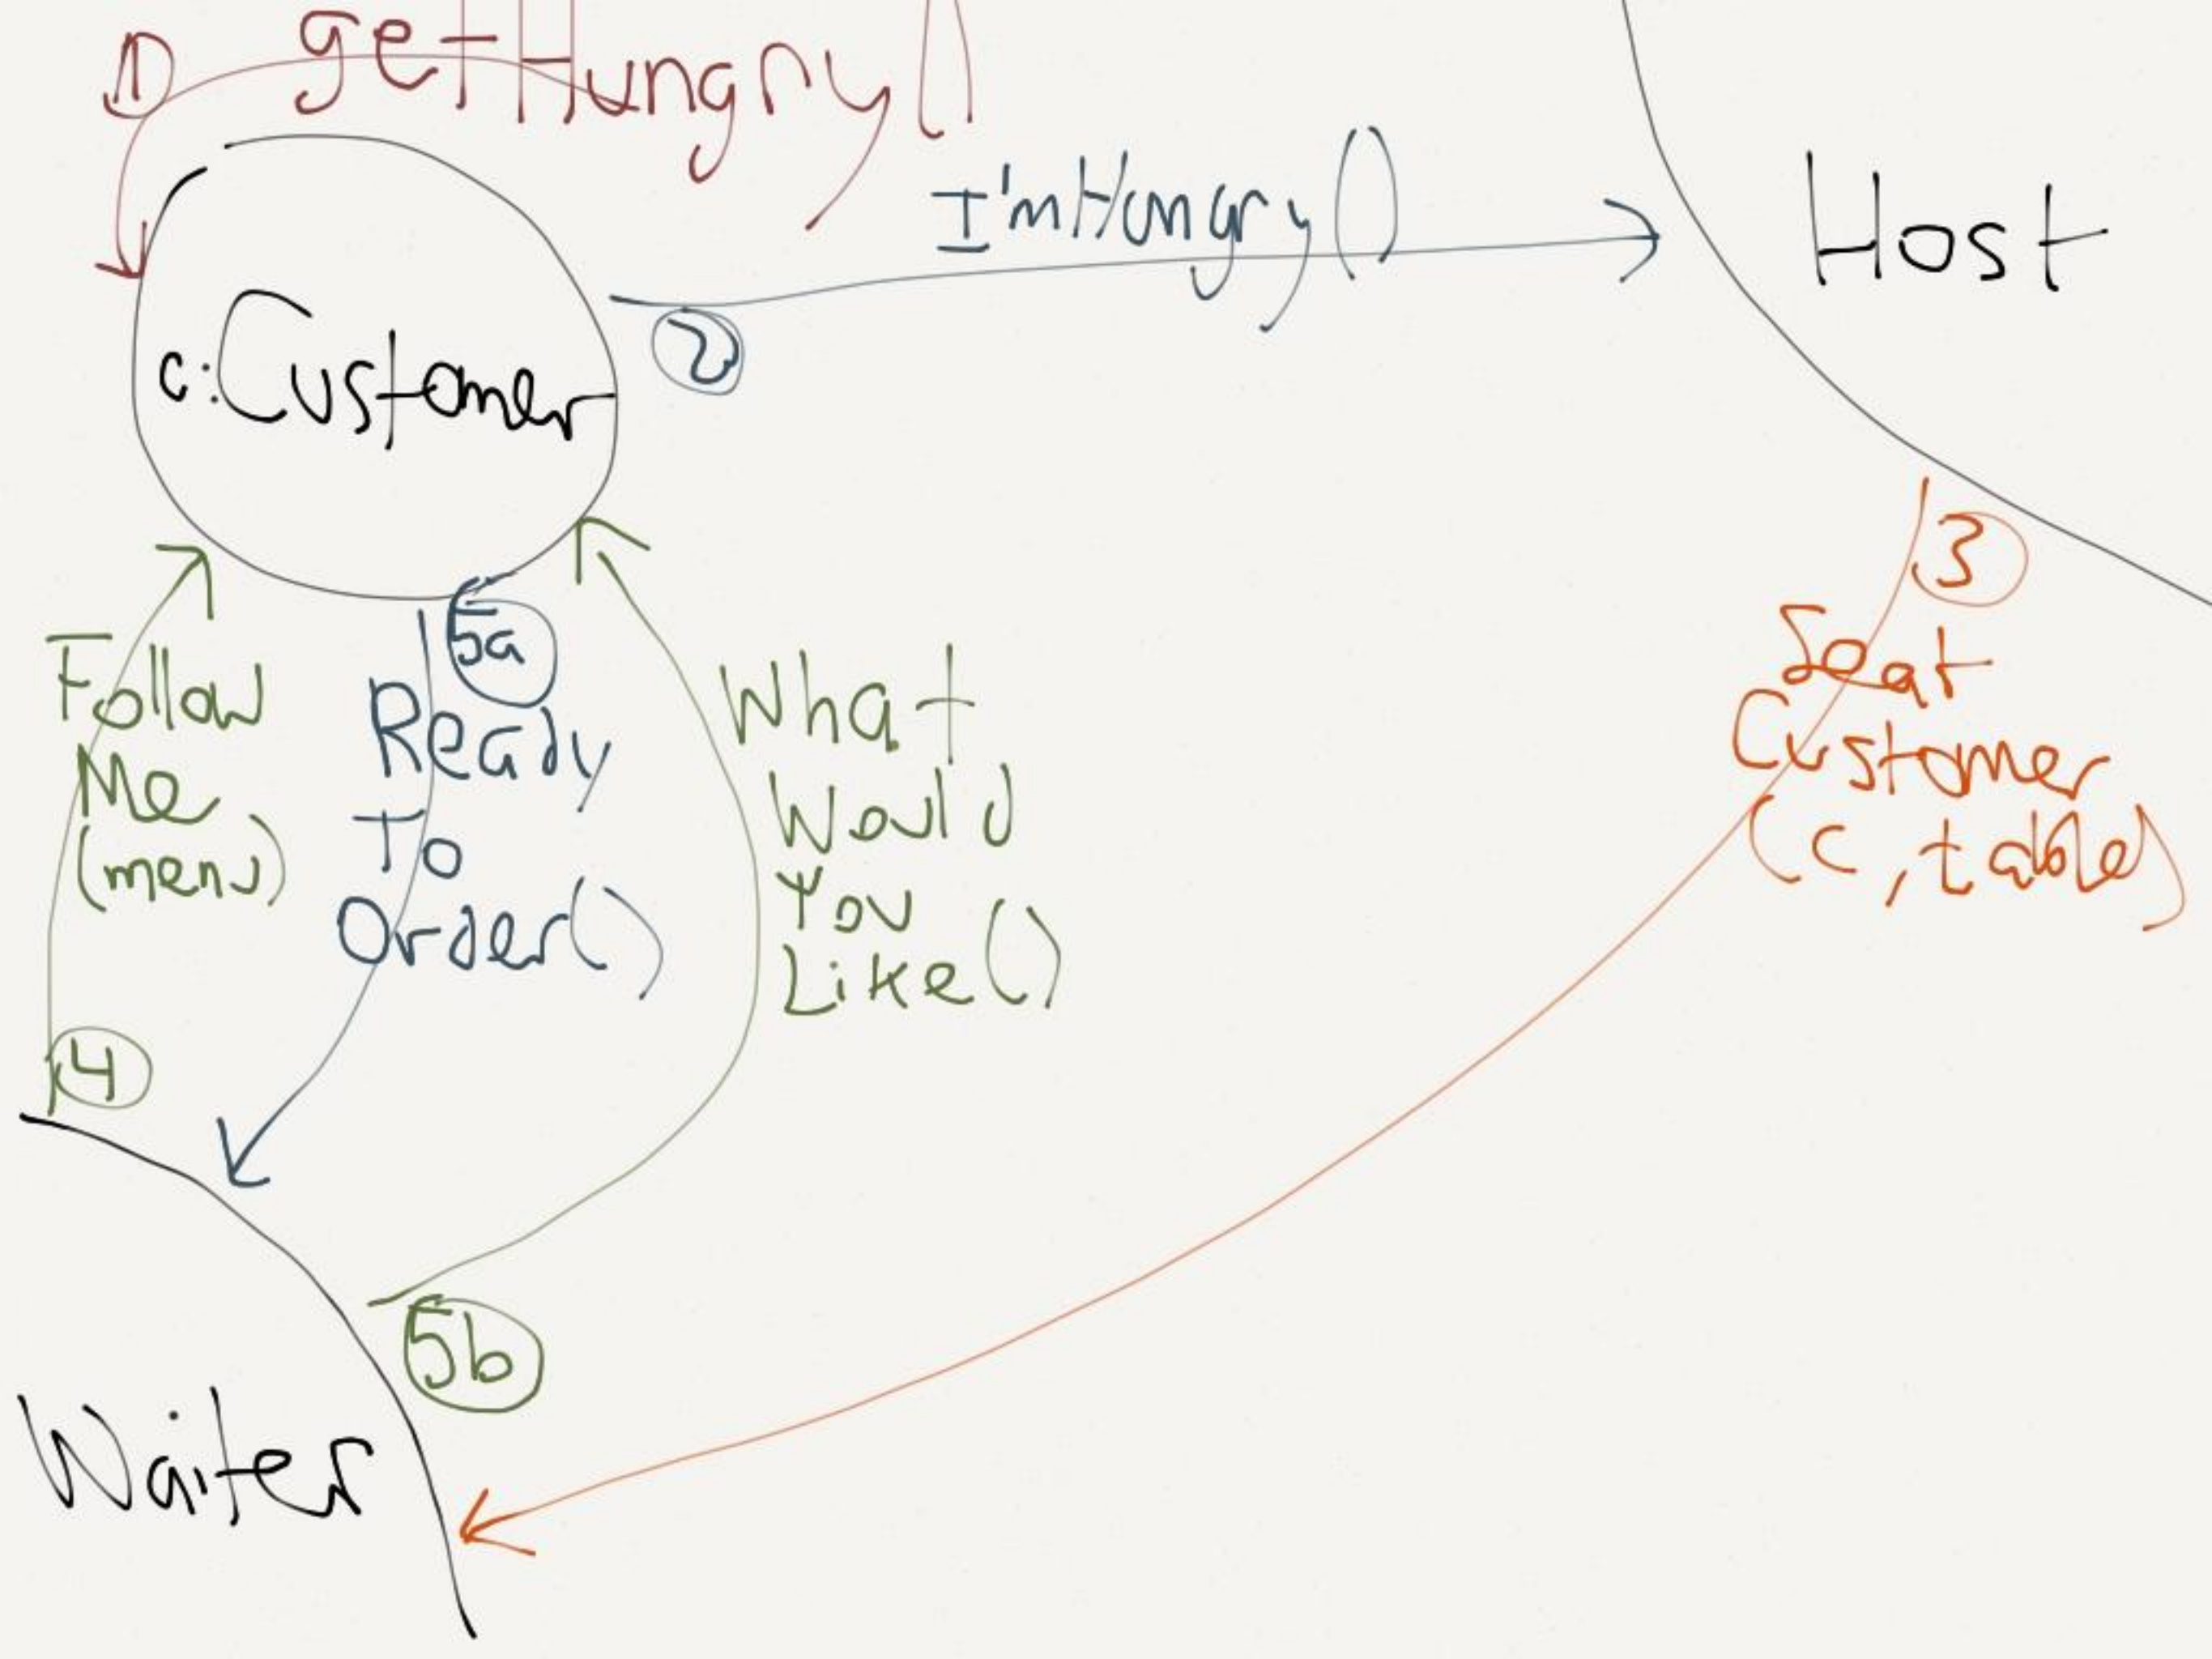 1 getHungry()
I'mHungry()
Host
2
c:Customer
3
Seat
Customer
(c, table)
5a
Follow
Me
(menu)
Ready
To
Order()
What
Would
You
Like()
4
5b
Waiter